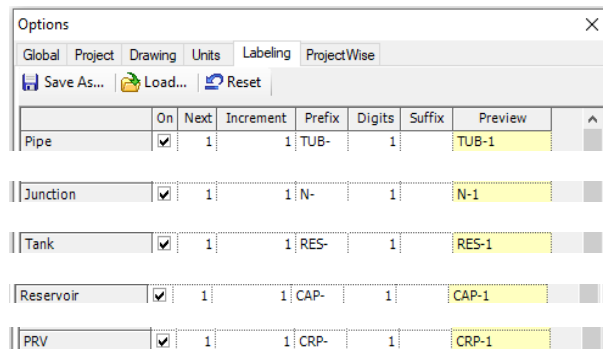 Options
Global Project Drawing Units Labeling ProjectWise
Save As... Load... Reset
On Next Increment Prefix Digits Suffix Preview
Pipe 1 1 TUB- 1 TUB-1
Junction 1 1 N- 1 N-1
Tank 1 1 RES- 1 RES-1
Reservoir 1 1 CAP- 1 CAP-1
PRV 1 1 CRP- 1 CRP-1